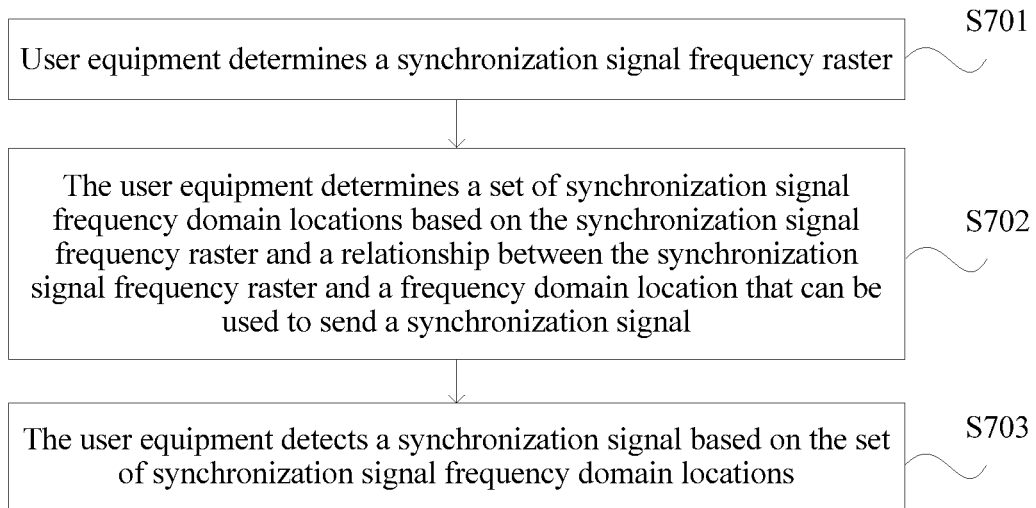 S701
User equipment determines a synchronization signal frequency raster
The user equipment determines a set of synchronization signal
frequency domain locations based on the synchronization signal
frequency raster and a relationship between the synchronization
signal frequency raster and a frequency domain location that can be
used to send a synchronization signal
S702
The user equipment detects a synchronization signal based on the set
of synchronization signal frequency domain locations
S703